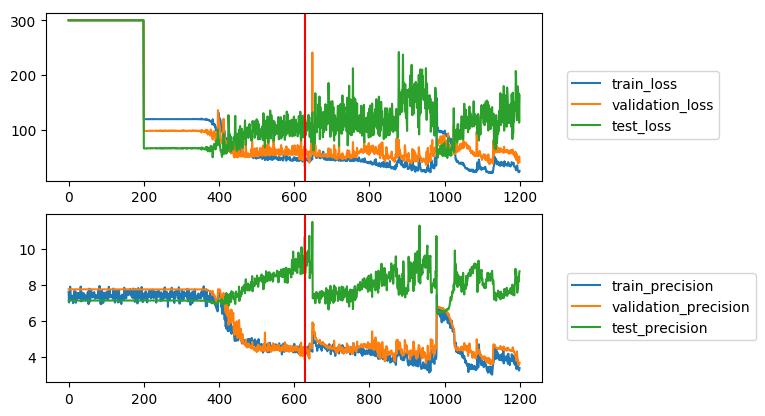 300
200
100
0 200 400 600 800 1000 1200
train_loss
validation_loss
test_loss
10
8
6
4
0 200 400 600 800 1000 1200
train_precision
validation_precision
test_precision